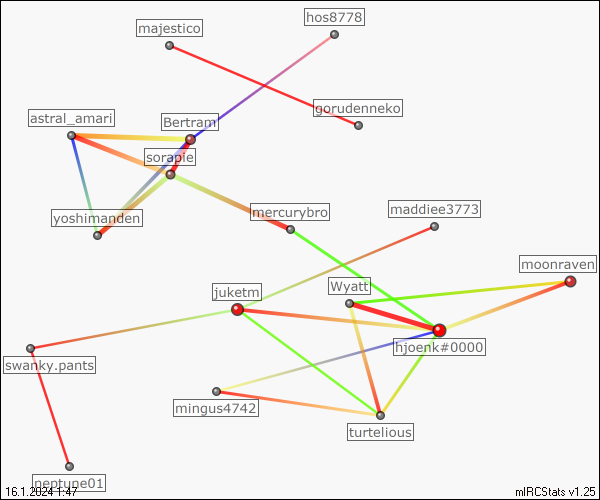 hos8778
majestico
gorudenneko
astral_amari
Bertram
sorapie
yoshimanden
mercurybro
maddiee3773
moonraven
Wyatt
juketm
hjoenk#0000
swanky.pants
mingus4742
turtelious
neptune01
16.1.2024 1:47
mIRCStats v1.25